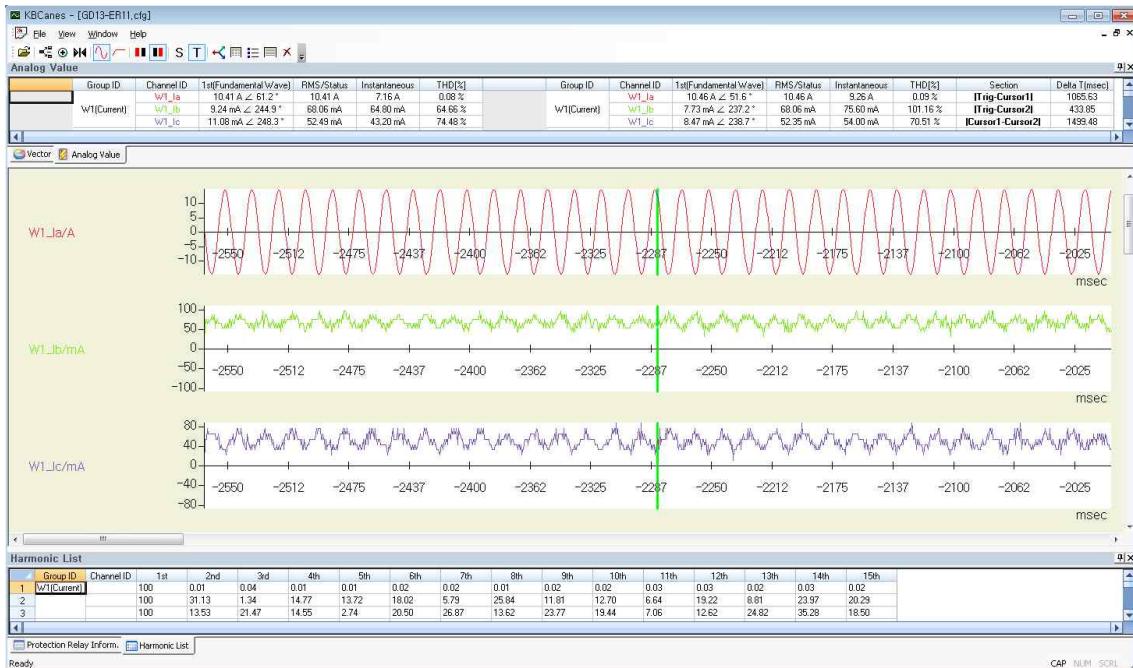 KBCanes - [GD13-ER11.cfg]
File View Window Help
S T
Analog Value
Group ID Channel ID 1st(Fundamental Wave) RMS/Status Instantaneous THD[%] Group ID Channel ID 1st(Fundamental Wave) RMS/Status Instantaneous THD[%] Section Delta T(msec)
W1_Ia 10.41 A ∠ 61.2 ° 10.41 A 7.16 A 0.08 % W1_Ia 10.46 A ∠ 51.6 ° 10.46 A 9.26 A 0.09 % |Trig-Cursor1| 1065.63
W1(Current) W1_Ib 9.24 mA ∠ 244.9 ° 68.06 mA 64.80 mA 64.66 % W1(Current) W1_Ib 7.73 mA ∠ 237.2 ° 68.06 mA 75.60 mA 101.16 % |Trig-Cursor2| 433.85
W1_Ic 11.08 mA ∠ 248.3 ° 52.49 mA 43.20 mA 74.48 % W1_Ic 8.47 mA ∠ 238.7 ° 52.35 mA 54.00 mA 70.51 % |Cursor1-Cursor2| 1499.48
Vector Analog Value
W1_Ia/A
10
5
0
-5
-10
-2550 -2512 -2475 -2437 -2400 -2362 -2325 -2287 -2250 -2212 -2175 -2137 -2100 -2062 -2025
msec
W1_Ib/mA
100
50
0
-50
-100
-2550 -2512 -2475 -2437 -2400 -2362 -2325 -2287 -2250 -2212 -2175 -2137 -2100 -2062 -2025
msec
W1_Ic/mA
80
40
0
-40
-80
-2550 -2512 -2475 -2437 -2400 -2362 -2325 -2287 -2250 -2212 -2175 -2137 -2100 -2062 -2025
msec
Harmonic List
Group ID Channel ID 1st 2nd 3rd 4th 5th 6th 7th 8th 9th 10th 11th 12th 13th 14th 15th
1 W1(Current) 100 0.01 0.04 0.01 0.01 0.02 0.02 0.01 0.02 0.02 0.03 0.03 0.02 0.03 0.02
2 100 31.13 1.34 14.77 13.72 18.02 5.79 25.84 11.81 12.70 6.64 19.22 8.81 23.97 20.29
3 100 13.53 21.47 14.55 2.74 20.50 26.87 13.62 23.77 19.44 7.06 12.62 24.82 35.28 18.50
Protection Relay Inform. Harmonic List
Ready CAP NUM SCRL